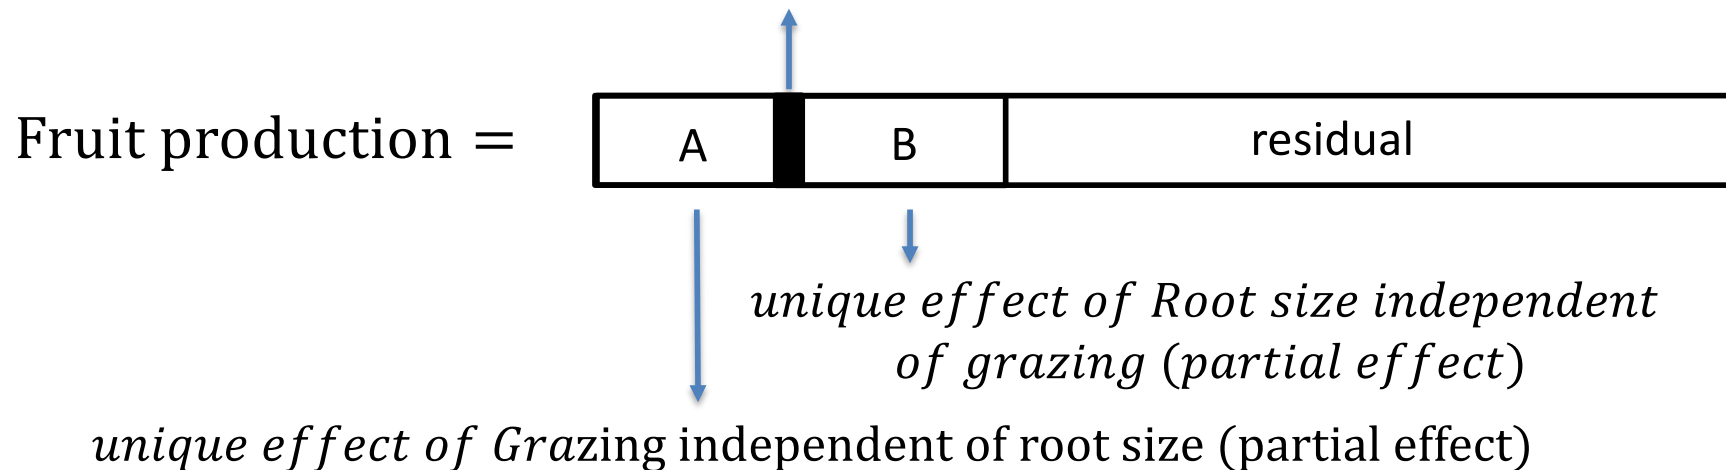 Fruit production = A B residual
unique effect of Root size independent
of grazing (partial effect)
unique effect of Grazing independent of root size (partial effect)